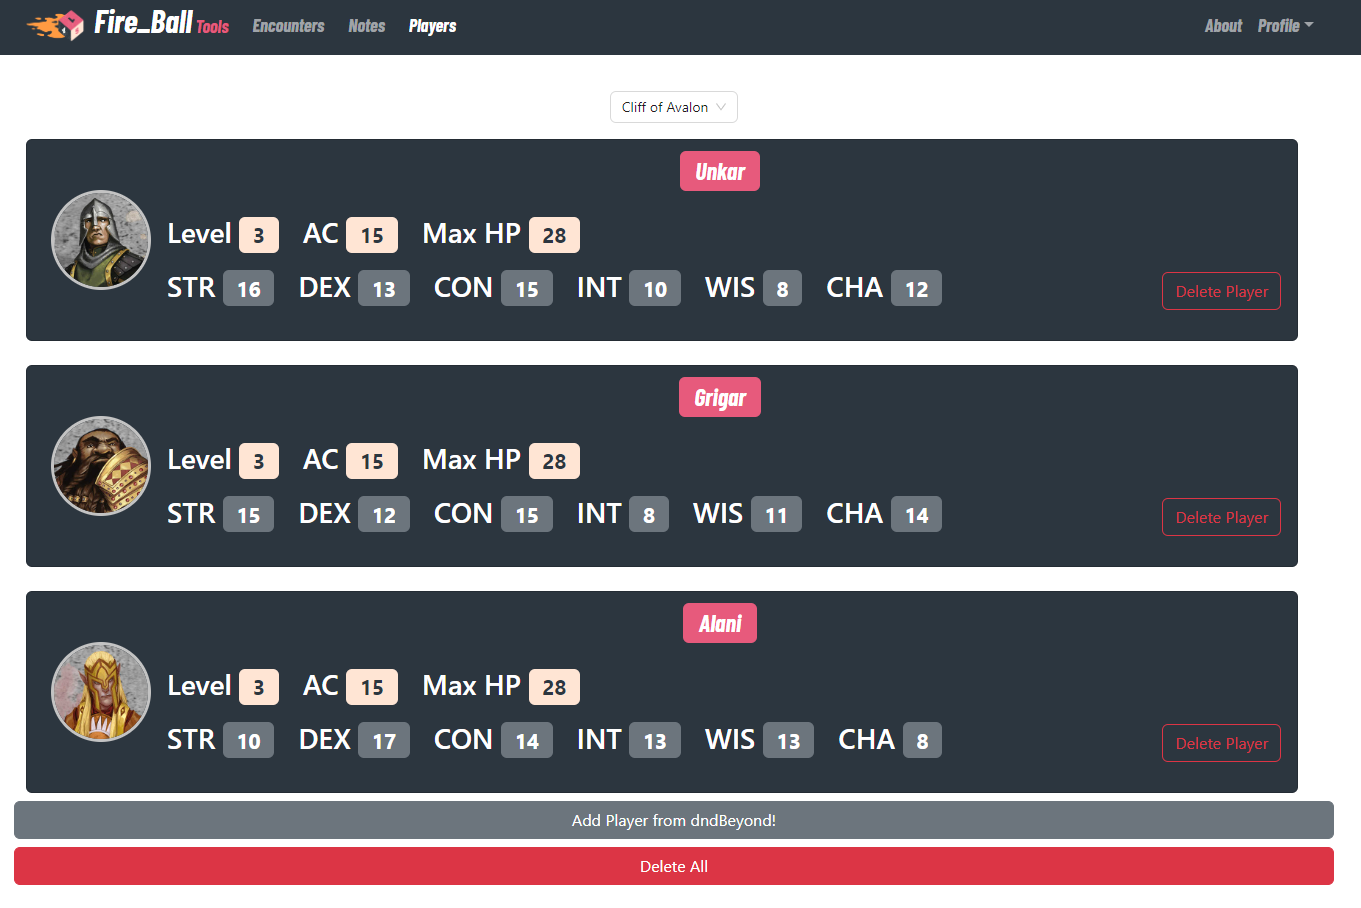 Fire_Ball Tools Encounters Notes Players About Profile
Cliff of Avalon
Unkar
Level 3 AC 15 Max HP 28
STR 16 DEX 13 CON 15 INT 10 WIS 8 CHA 12
Delete Player
Grigar
Level 3 AC 15 Max HP 28
STR 15 DEX 12 CON 15 INT 8 WIS 11 CHA 14
Delete Player
Alani
Level 3 AC 15 Max HP 28
STR 10 DEX 17 CON 14 INT 13 WIS 13 CHA 8
Delete Player
Add Player from dndBeyond!
Delete All